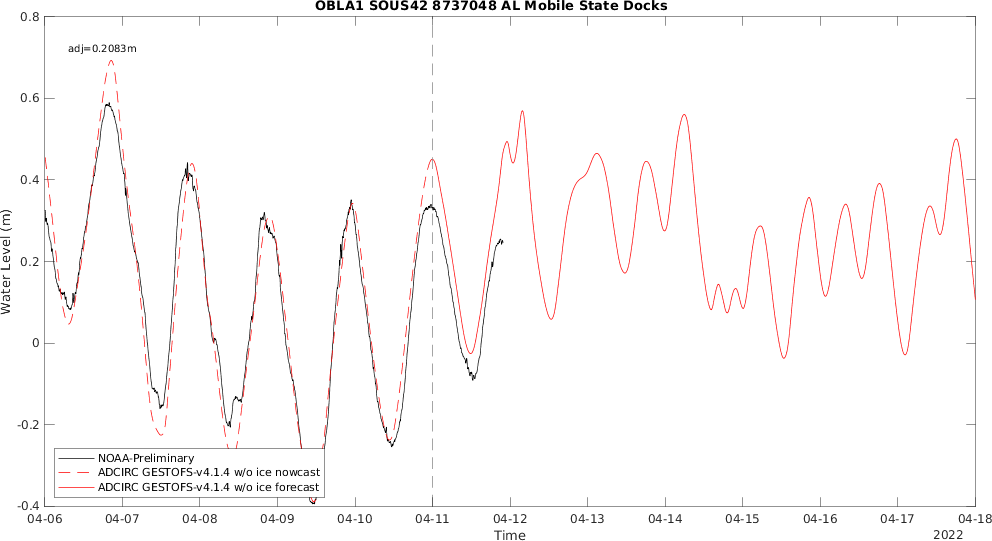 OBLA1 SOUS42 8737048 AL Mobile State Docks
adj=0.2083m
Water Level (m)
0.8
0.6
0.4
0.2
0
-0.2
-0.4
NOAA-Preliminary
ADCIRC GESTOFS-v4.1.4 w/o ice nowcast
ADCIRC GESTOFS-v4.1.4 w/o ice forecast
04-06 04-07 04-08 04-09 04-10 04-11 04-12 04-13 04-14 04-15 04-16 04-17 04-18
Time
2022